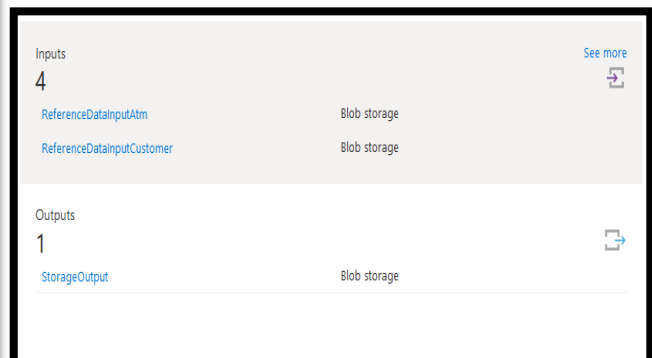 Inputs See more
4
ReferenceDataInputAtm Blob storage
ReferenceDataInputCustomer Blob storage
Outputs
1
StorageOutput Blob storage